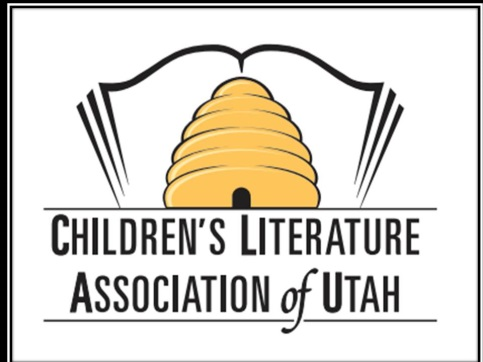 CHILDREN'S LITERATURE
ASSOCIATION of UTAH